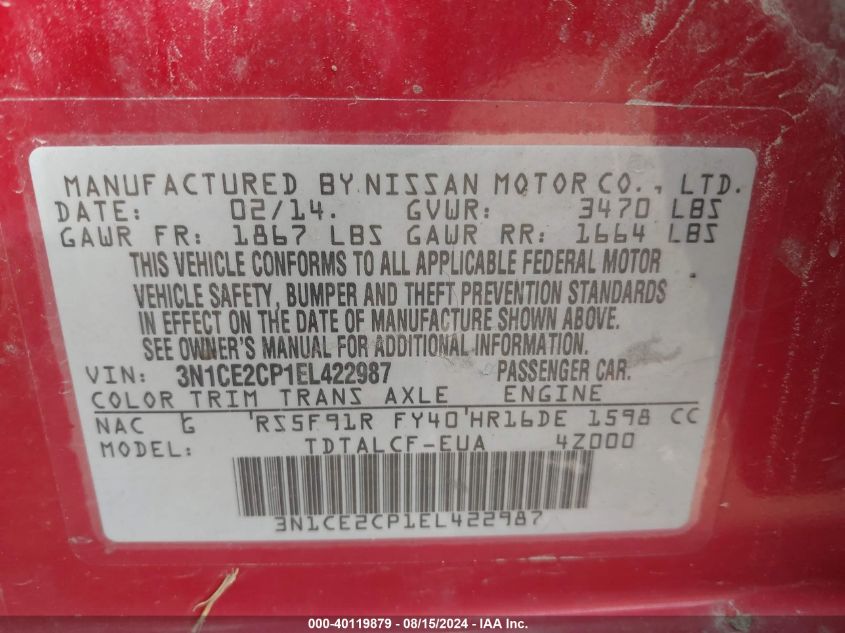 MANUFACTURED BY NISSAN MOTOR CO., LTD.
DATE: 02/14. GVWR: 3470 LBS
GAWR FR: 1867 LBS GAWR RR: 1664 LBS
THIS VEHICLE CONFORMS TO ALL APPLICABLE FEDERAL MOTOR
VEHICLE SAFETY, BUMPER AND THEFT PREVENTION STANDARDS
IN EFFECT ON THE DATE OF MANUFACTURE SHOWN ABOVE.
SEE OWNER'S MANUAL FOR ADDITIONAL INFORMATION.
VIN: 3N1CE2CP1EL422987 PASSENGER CAR.
COLOR TRIM TRANS AXLE ENGINE
NAC G 'RS5F91R FY40'HR16DE 1598 CC
MODEL: TDTALCF-EUA 4Z000
3N1CE2CP1EL422987
000-40119879 - 08/15/2024 - IAA Inc.